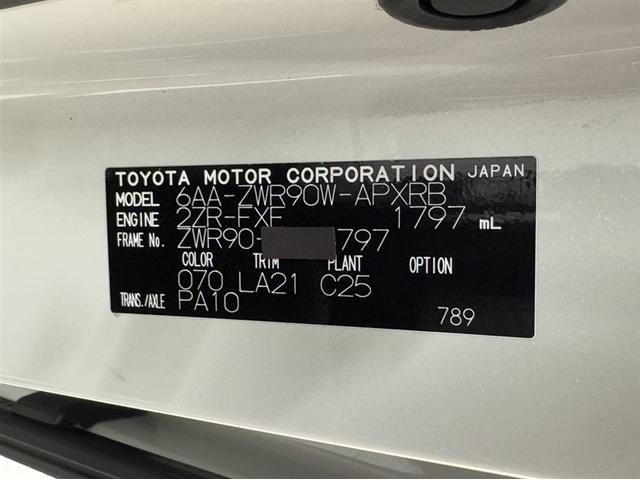 TOYOTA MOTOR CORPORATION JAPAN
MODEL 6AA-ZWR90W-APXRB
ENGINE 2ZR-FXE 1797 mL
FRAME No. ZWR90- 797
COLOR TRIM PLANT OPTION
070 LA21 C25
TRANS./AXLE PA10
789